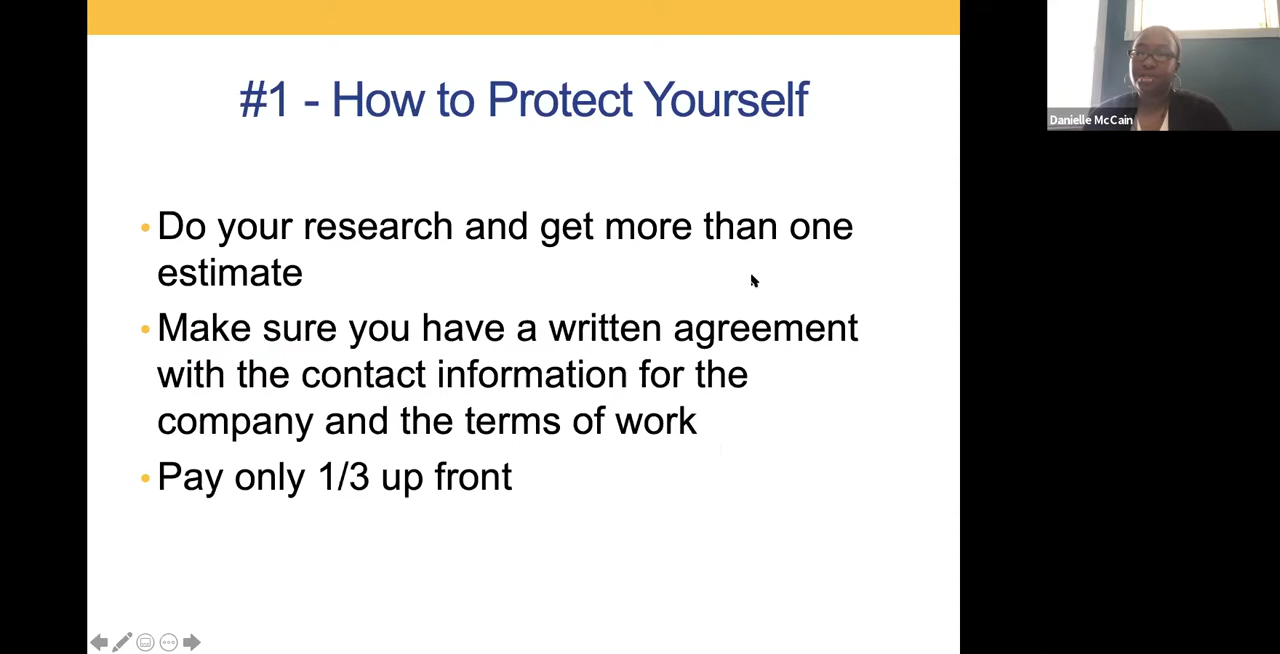 #1 - How to Protect Yourself
Danielle McCain
• Do your research and get more than one
estimate
• Make sure you have a written agreement
with the contact information for the
company and the terms of work
• Pay only 1/3 up front